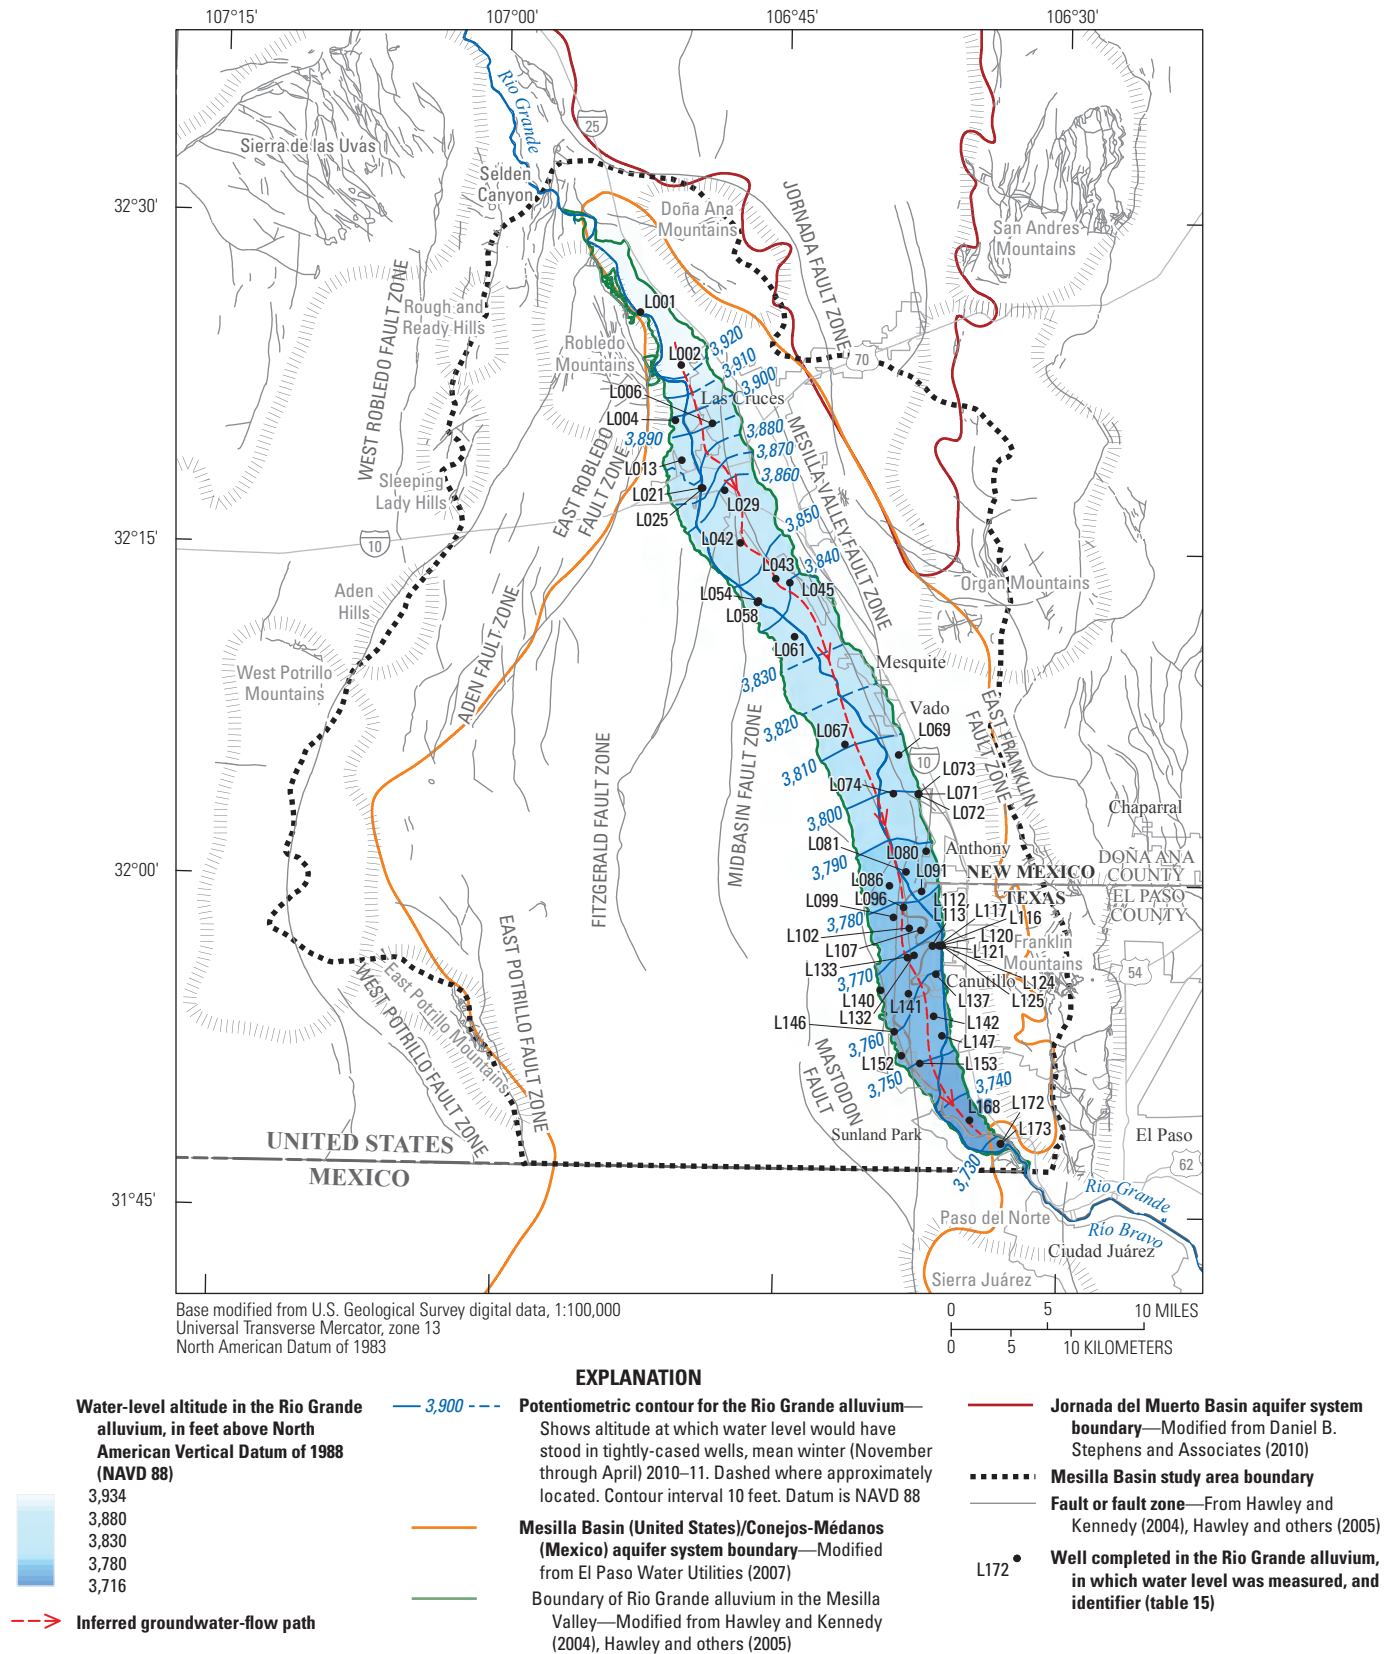 107°15'
107°00'
106°45'
106°30'
Rio Grande
25
Sierra de las Uvas
Selden
Canyon
32°30'
Doña Ana
Mountains
JORNADA FAULT ZONE
San Andres
Mountains
WEST ROBLEDO FAULT ZONE
Rough and
Ready Hills
L001
Robledo
Mountains
L002
3,920
3,910
3,900
70
L006
Las Cruces
L004
3,890
3,880
MESILLA VALLEY FAULT ZONE
3,870
EAST ROBLEDO
FAULT ZONE
L013
3,860
Sleeping
Lady Hills
L021
L029
L025
3,850
32°15'
10
L042
3,840
L043
Organ Mountains
Aden
Hills
L045
L054
L058
ADEN FAULT ZONE
L061
West Potrillo
Mountains
Mesquite
3,830
EAST FRANKLIN
FAULT ZONE
Vado
3,820
L067
L069
FITZGERALD FAULT ZONE
MIDBASIN FAULT ZONE
10
3,810
L073
L074
L071
L072
Chaparral
3,800
L081
L080
Anthony
3,790
DOÑA ANA
COUNTY
32°00'
L091
NEW MEXICO
L086
TEXAS
EL PASO
COUNTY
L096
L099
L112
L113
L117
L116
3,780
L102
L120
L107
L121
Franklin
Mountains
EAST POTRILLO FAULT ZONE
L133
54
3,770
Canutillo
L124
East Potrillo
Mountains
WEST POTRILLO FAULT ZONE
L140
L141
L137
L125
L132
L146
L142
3,760
L147
MASTODON
FAULT
L152
L153
3,750
3,740
L168
L172
L173
Sunland Park
El Paso
UNITED STATES
MEXICO
62
3,730
31°45'
Rio Grande
Río Bravo
Paso del Norte
Ciudad Juárez
Sierra Juárez
Base modified from U.S. Geological Survey digital data, 1:100,000
Universal Transverse Mercator, zone 13
North American Datum of 1983
0 5 10 MILES
0 5 10 KILOMETERS
EXPLANATION
Water-level altitude in the Rio Grande
alluvium, in feet above North
American Vertical Datum of 1988
(NAVD 88)
3,934
3,880
3,830
3,780
3,716
Inferred groundwater-flow path
3,900
Potentiometric contour for the Rio Grande alluvium—
Shows altitude at which water level would have
stood in tightly-cased wells, mean winter (November
through April) 2010–11. Dashed where approximately
located. Contour interval 10 feet. Datum is NAVD 88
Mesilla Basin (United States)/Conejos-Médanos
(Mexico) aquifer system boundary—Modified
from El Paso Water Utilities (2007)
Boundary of Rio Grande alluvium in the Mesilla
Valley—Modified from Hawley and Kennedy
(2004), Hawley and others (2005)
Jornada del Muerto Basin aquifer system
boundary—Modified from Daniel B.
Stephens and Associates (2010)
Mesilla Basin study area boundary
Fault or fault zone—From Hawley and
Kennedy (2004), Hawley and others (2005)
L172
Well completed in the Rio Grande alluvium,
in which water level was measured, and
identifier (table 15)